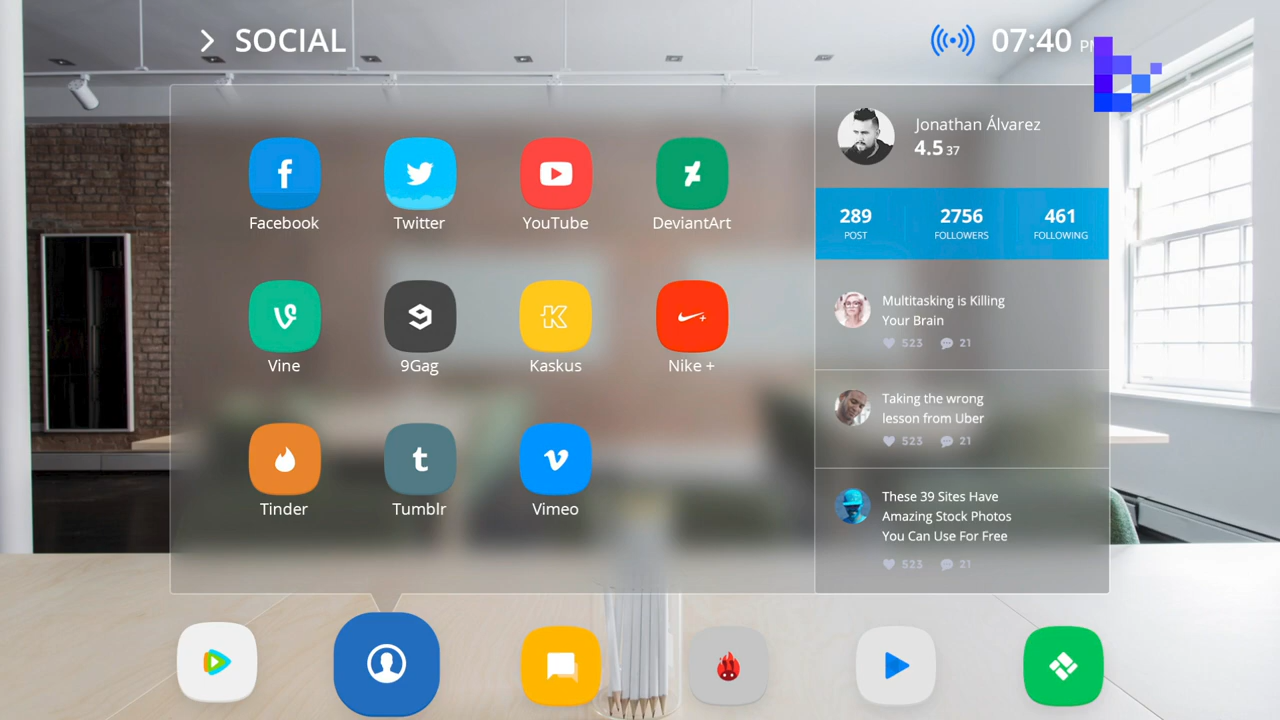 SOCIAL
07:40 PM
Facebook
Twitter
YouTube
DeviantArt
Vine
9Gag
Kaskus
Nike +
Tinder
Tumblr
Vimeo
Jonathan Álvarez
4.5 37
289
POST
2756
FOLLOWERS
461
FOLLOWING
Multitasking is Killing
Your Brain
523 21
Taking the wrong
lesson from Uber
523 21
These 39 Sites Have
Amazing Stock Photos
You Can Use For Free
523 21